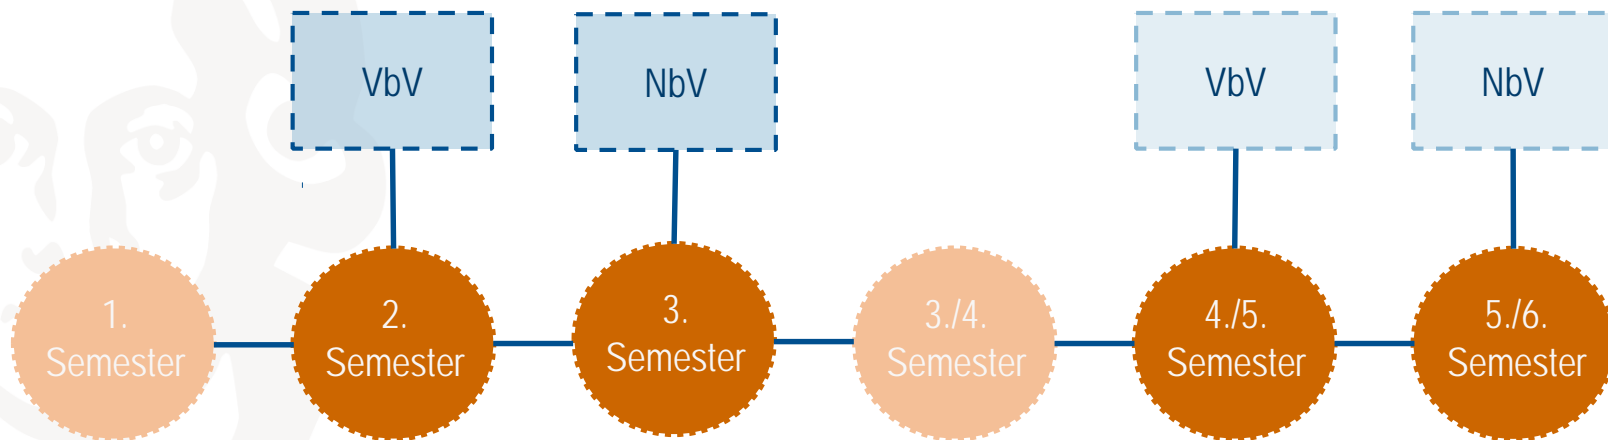 VbV
NbV
VbV
NbV
1.
Semester
2.
Semester
3.
Semester
3./4.
Semester
4./5.
Semester
5./6.
Semester